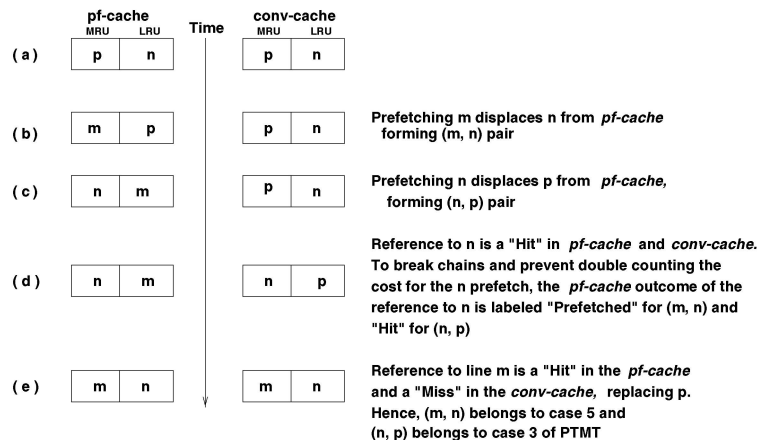 pf-cache
conv-cache
MRU LRU
Time
MRU LRU
( a )
p n
p n
( b )
m p
p n
Prefetching m displaces n from pf-cache
forming (m, n) pair
( c )
n m
p n
Prefetching n displaces p from pf-cache,
forming (n, p) pair
( d )
n m
n p
Reference to n is a "Hit" in pf-cache and conv-cache.
To break chains and prevent double counting the
cost for the n prefetch, the pf-cache outcome of the
reference to n is labeled "Prefetched" for (m, n) and
"Hit" for (n, p)
( e )
m n
m n
Reference to line m is a "Hit" in the pf-cache
and a "Miss" in the conv-cache, replacing p.
Hence, (m, n) belongs to case 5 and
(n, p) belongs to case 3 of PTMT